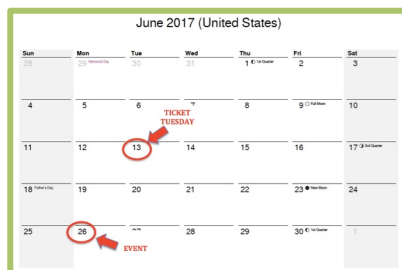 June 2017 (United States)
Sun Mon Tue Wed Thu Fri Sat
28 29 Memorial Day 30 31 1 1st Quarter 2 3
4 5 6 7 8 9 Full Moon 10
TICKET
TUESDAY
11 12 13 14 15 16 17 3rd Quarter
18 Father's Day 19 20 21 22 23 New Moon 24
25 26 28 29 30 1st Quarter 1
EVENT